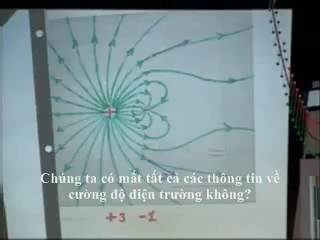 +
Chúng ta có mất tất cả các thông tin về
cường độ điện trường không?
+3 -1